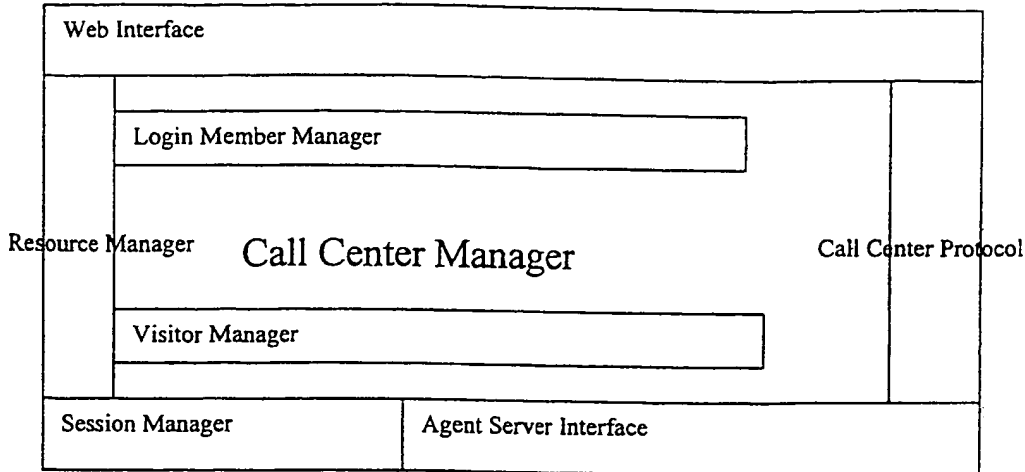 Web Interface
Login Member Manager
Resource Manager
Call Center Manager
Call Center Protocol
Visitor Manager
Session Manager
Agent Server Interface